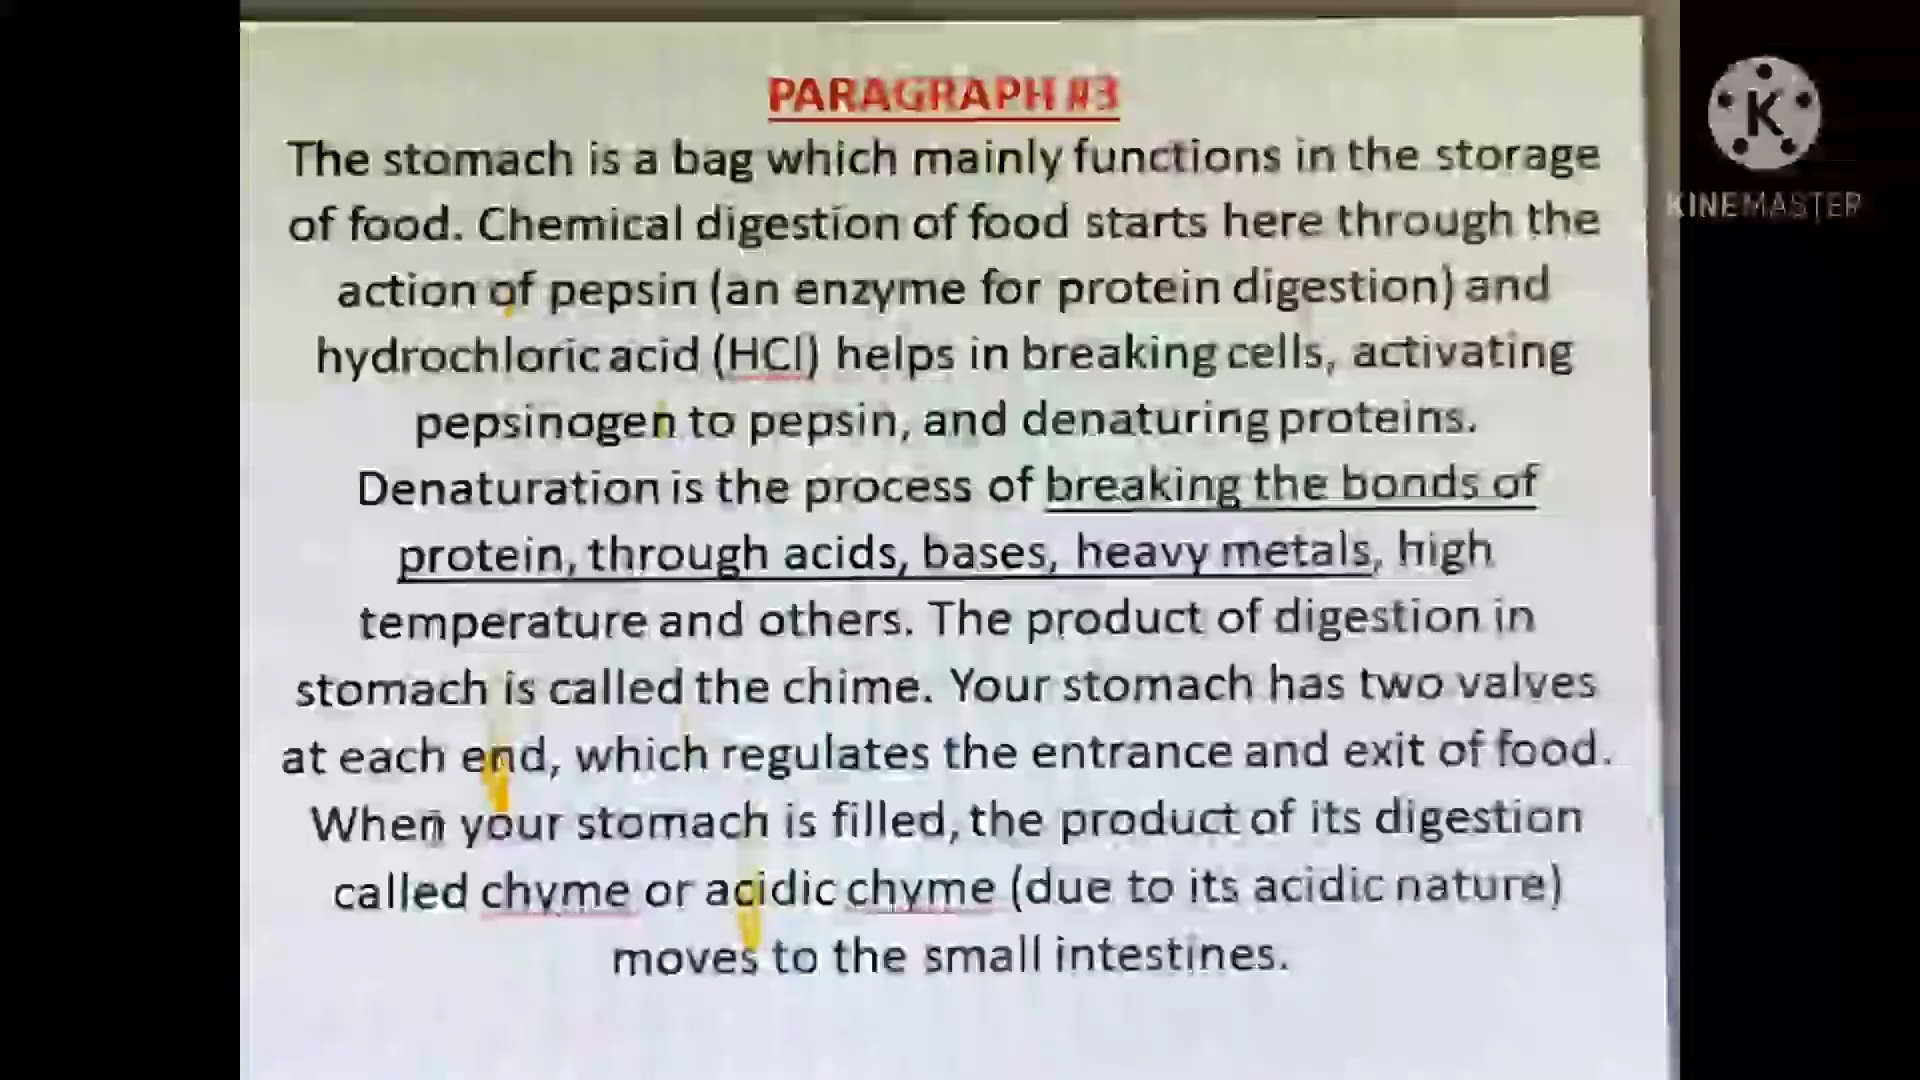 PARAGRAPH #3
The stomach is a bag which mainly functions in the storage
of food. Chemical digestion of food starts here through the
action of pepsin (an enzyme for protein digestion) and
hydrochloric acid (HCl) helps in breaking cells, activating
pepsinogen to pepsin, and denaturing proteins.
Denaturation is the process of breaking the bonds of
protein, through acids, bases, heavy metals, high
temperature and others. The product of digestion in
stomach is called the chime. Your stomach has two valves
at each end, which regulates the entrance and exit of food.
When your stomach is filled, the product of its digestion
called chyme or acidic chyme (due to its acidic nature)
moves to the small intestines.
K
KINEMASTER